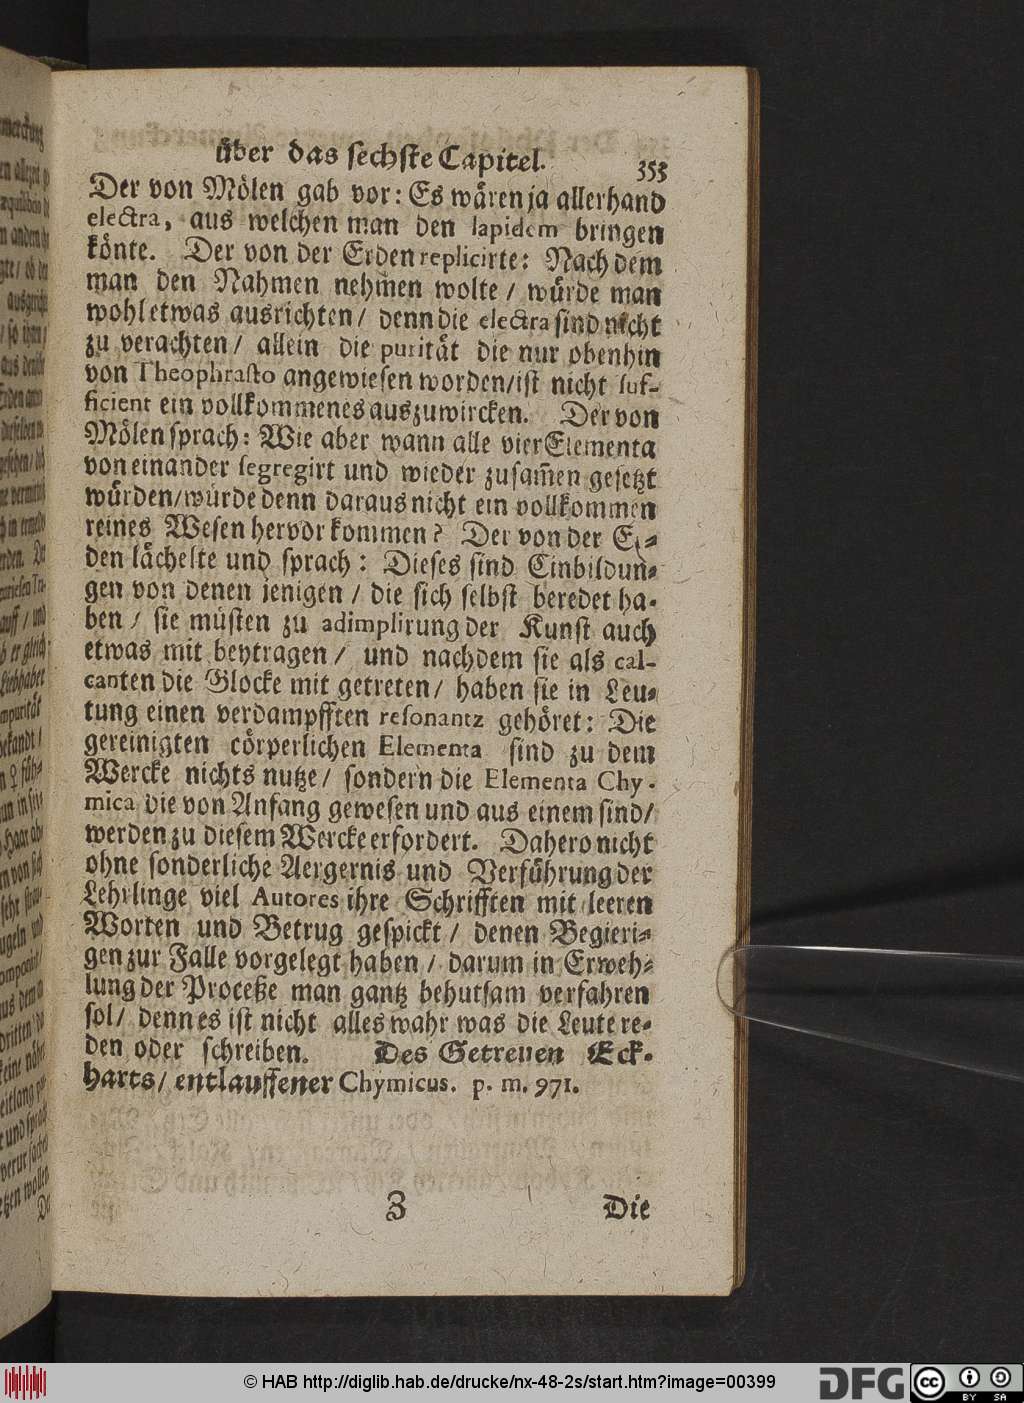 über das sechste Capitel. 353
Der von Mölen gab vor: Es wären ja allerhand
electra, aus welchen man den lapidem bringen
könte. Der von der Erden replicirte: Nach dem
man den Nahmen nehmen wolte / würde man
wohl etwas ausrichten / denn die electra sind nicht
zu verachten / allein die purität die nur obenhin
von Theophrasto angewiesen worden / ist nicht suf-
ficient ein vollkommenes auszuwircken. Der von
Mölen sprach: Wie aber wann alle vier Elementa
von einander segregirt und wieder zusam̃en gesetzt
würden / würde denn daraus nicht ein vollkommen
reines Wesen hervor kommen? Der von der Er-
den lächelte und sprach: Dieses sind Einbildun-
gen von denen jenigen / die sich selbst beredet ha-
ben / sie müsten zu adimplirung der Kunst auch
etwas mit beytragen / und nachdem sie als cal-
canten die Glocke mit getreten / haben sie in Leu-
tung einen verdampfften resonantz gehöret: Die
gereinigten cörperlichen Elementa sind zu dem
Wercke nichts nutze / sondern die Elementa Chy-
mica die von Anfang gewesen und aus einem sind /
werden zu diesem Wercke erfordert. Dahero nicht
ohne sonderliche Aergernis und Verführung der
Lehrlinge viel Autores ihre Schrifften mit leeren
Worten und Betrug gespickt / denen Begieri-
gen zur Falle vorgelegt haben / darum in Erweh-
lung der Proceße man gantz behutsam verfahren
sol / denn es ist nicht alles wahr was die Leute re-
den oder schreiben. Des Getreuen Eck-
harts / entlauffener Chymicus. p. m. 971.
Z Die
© HAB http://diglib.hab.de/drucke/nx-48-2s/start.htm?image=00399
DFG
cc BY SA